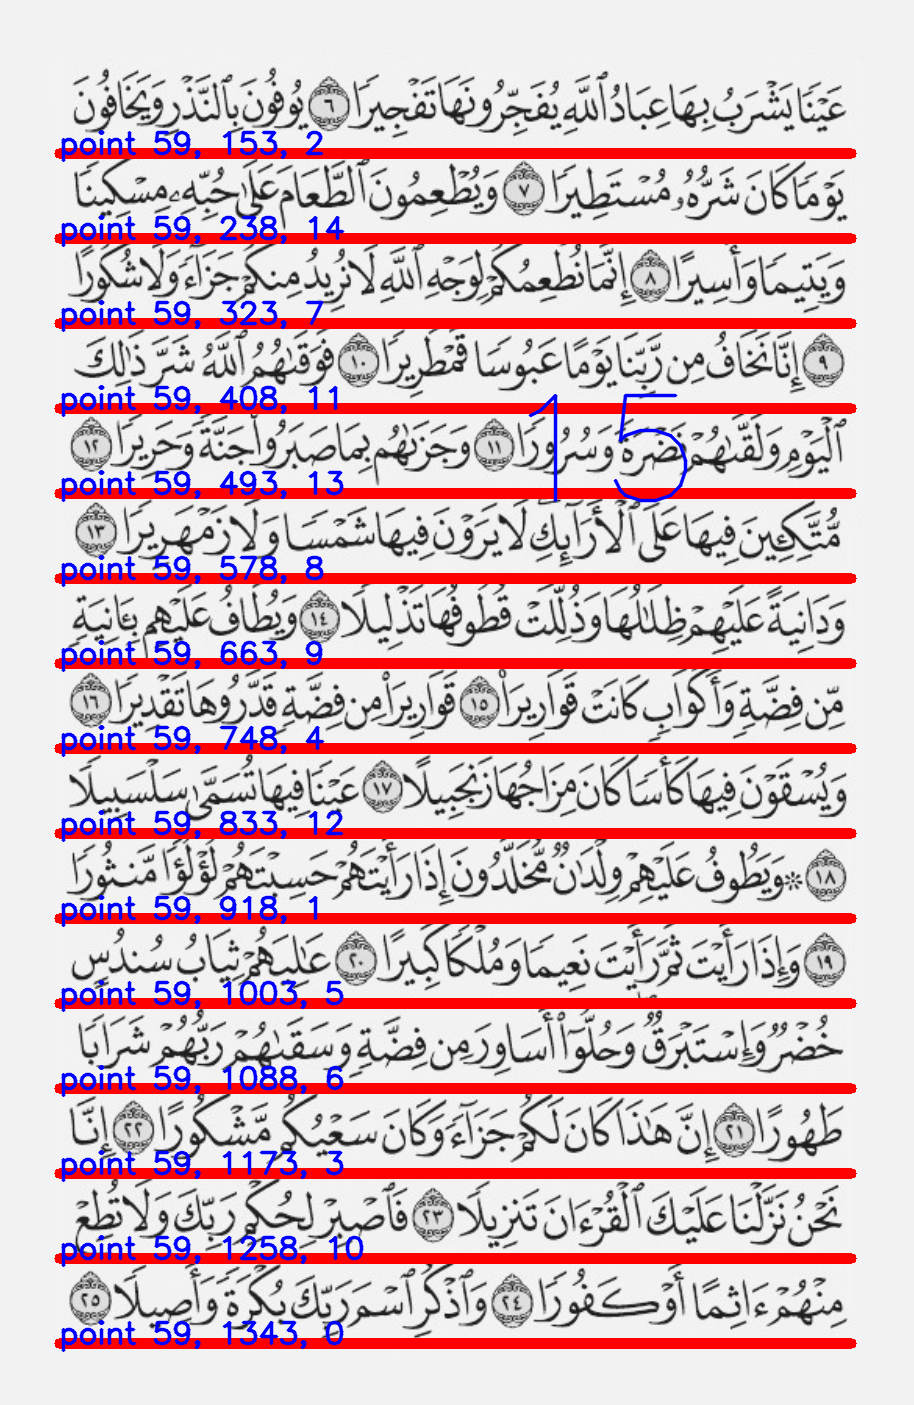 عَيْنًا يَشْرَبُ بِهَا عِبَادُ ٱللَّهِ يُفَجِّرُونَهَا تَفْجِيرًا ٦ يُوفُونَ بِٱلنَّذْرِ وَيَخَافُونَ
point 59, 153, 2
يَوْمًا كَانَ شَرُّهُۥ مُسْتَطِيرًا ٧ وَيُطْعِمُونَ ٱلطَّعَامَ عَلَىٰ حُبِّهِۦ مِسْكِينًا
point 59, 238, 14
وَيَتِيمًا وَأَسِيرًا ٨ إِنَّمَا نُطْعِمُكُمْ لِوَجْهِ ٱللَّهِ لَا نُرِيدُ مِنكُمْ جَزَآءً وَلَا شُكُورًا
point 59, 323, 7
٩ إِنَّا نَخَافُ مِن رَّبِّنَا يَوْمًا عَبُوسًا قَمْطَرِيرًا ١٠ فَوَقَىٰهُمُ ٱللَّهُ شَرَّ ذَٰلِكَ
point 59, 408, 11
ٱلْيَوْمِ وَلَقَّىٰهُمْ نَضْرَةً وَسُرُورًا ١١ وَجَزَىٰهُم بِمَا صَبَرُوا۟ جَنَّةً وَحَرِيرًا ١٢
15
point 59, 493, 13
مُّتَّكِـِٔينَ فِيهَا عَلَى ٱلْأَرَآئِكِ لَا يَرَوْنَ فِيهَا شَمْسًا وَلَا زَمْهَرِيرًا ١٣
point 59, 578, 8
وَدَانِيَةً عَلَيْهِمْ ظِلَٰلُهَا وَذُلِّلَتْ قُطُوفُهَا تَذْلِيلًا ١٤ وَيُطَافُ عَلَيْهِم بِـَٔانِيَةٍ
point 59, 663, 9
مِّن فِضَّةٍ وَأَكْوَابٍ كَانَتْ قَوَارِيرَا۠ ١٥ قَوَارِيرَا۟ مِن فِضَّةٍ قَدَّرُوهَا تَقْدِيرًا ١٦
point 59, 748, 4
وَيُسْقَوْنَ فِيهَا كَأْسًا كَانَ مِزَاجُهَا زَنجَبِيلًا ١٧ عَيْنًا فِيهَا تُسَمَّىٰ سَلْسَبِيلًا
point 59, 833, 12
١٨ * وَيَطُوفُ عَلَيْهِمْ وِلْدَٰنٌ مُّخَلَّدُونَ إِذَا رَأَيْتَهُمْ حَسِبْتَهُمْ لُؤْلُؤًا مَّنثُورًا
point 59, 918, 1
١٩ وَإِذَا رَأَيْتَ ثَمَّ رَأَيْتَ نَعِيمًا وَمُلْكًا كَبِيرًا ٢٠ عَٰلِيَهُمْ ثِيَابُ سُندُسٍ
point 59, 1003, 5
خُضْرٌ وَإِسْتَبْرَقٌ وَحُلُّوٓا۟ أَسَاوِرَ مِن فِضَّةٍ وَسَقَىٰهُمْ رَبُّهُمْ شَرَابًا
point 59, 1088, 6
طَهُورًا ٢١ إِنَّ هَٰذَا كَانَ لَكُمْ جَزَآءً وَكَانَ سَعْيُكُم مَّشْكُورًا ٢٢ إِنَّا
point 59, 1173, 3
نَحْنُ نَزَّلْنَا عَلَيْكَ ٱلْقُرْءَانَ تَنزِيلًا ٢٣ فَٱصْبِرْ لِحُكْمِ رَبِّكَ وَلَا تُطِعْ
point 59, 1258, 10
مِنْهُمْ ءَاثِمًا أَوْ كَفُورًا ٢٤ وَٱذْكُرِ ٱسْمَ رَبِّكَ بُكْرَةً وَأَصِيلًا ٢٥
point 59, 1343, 0